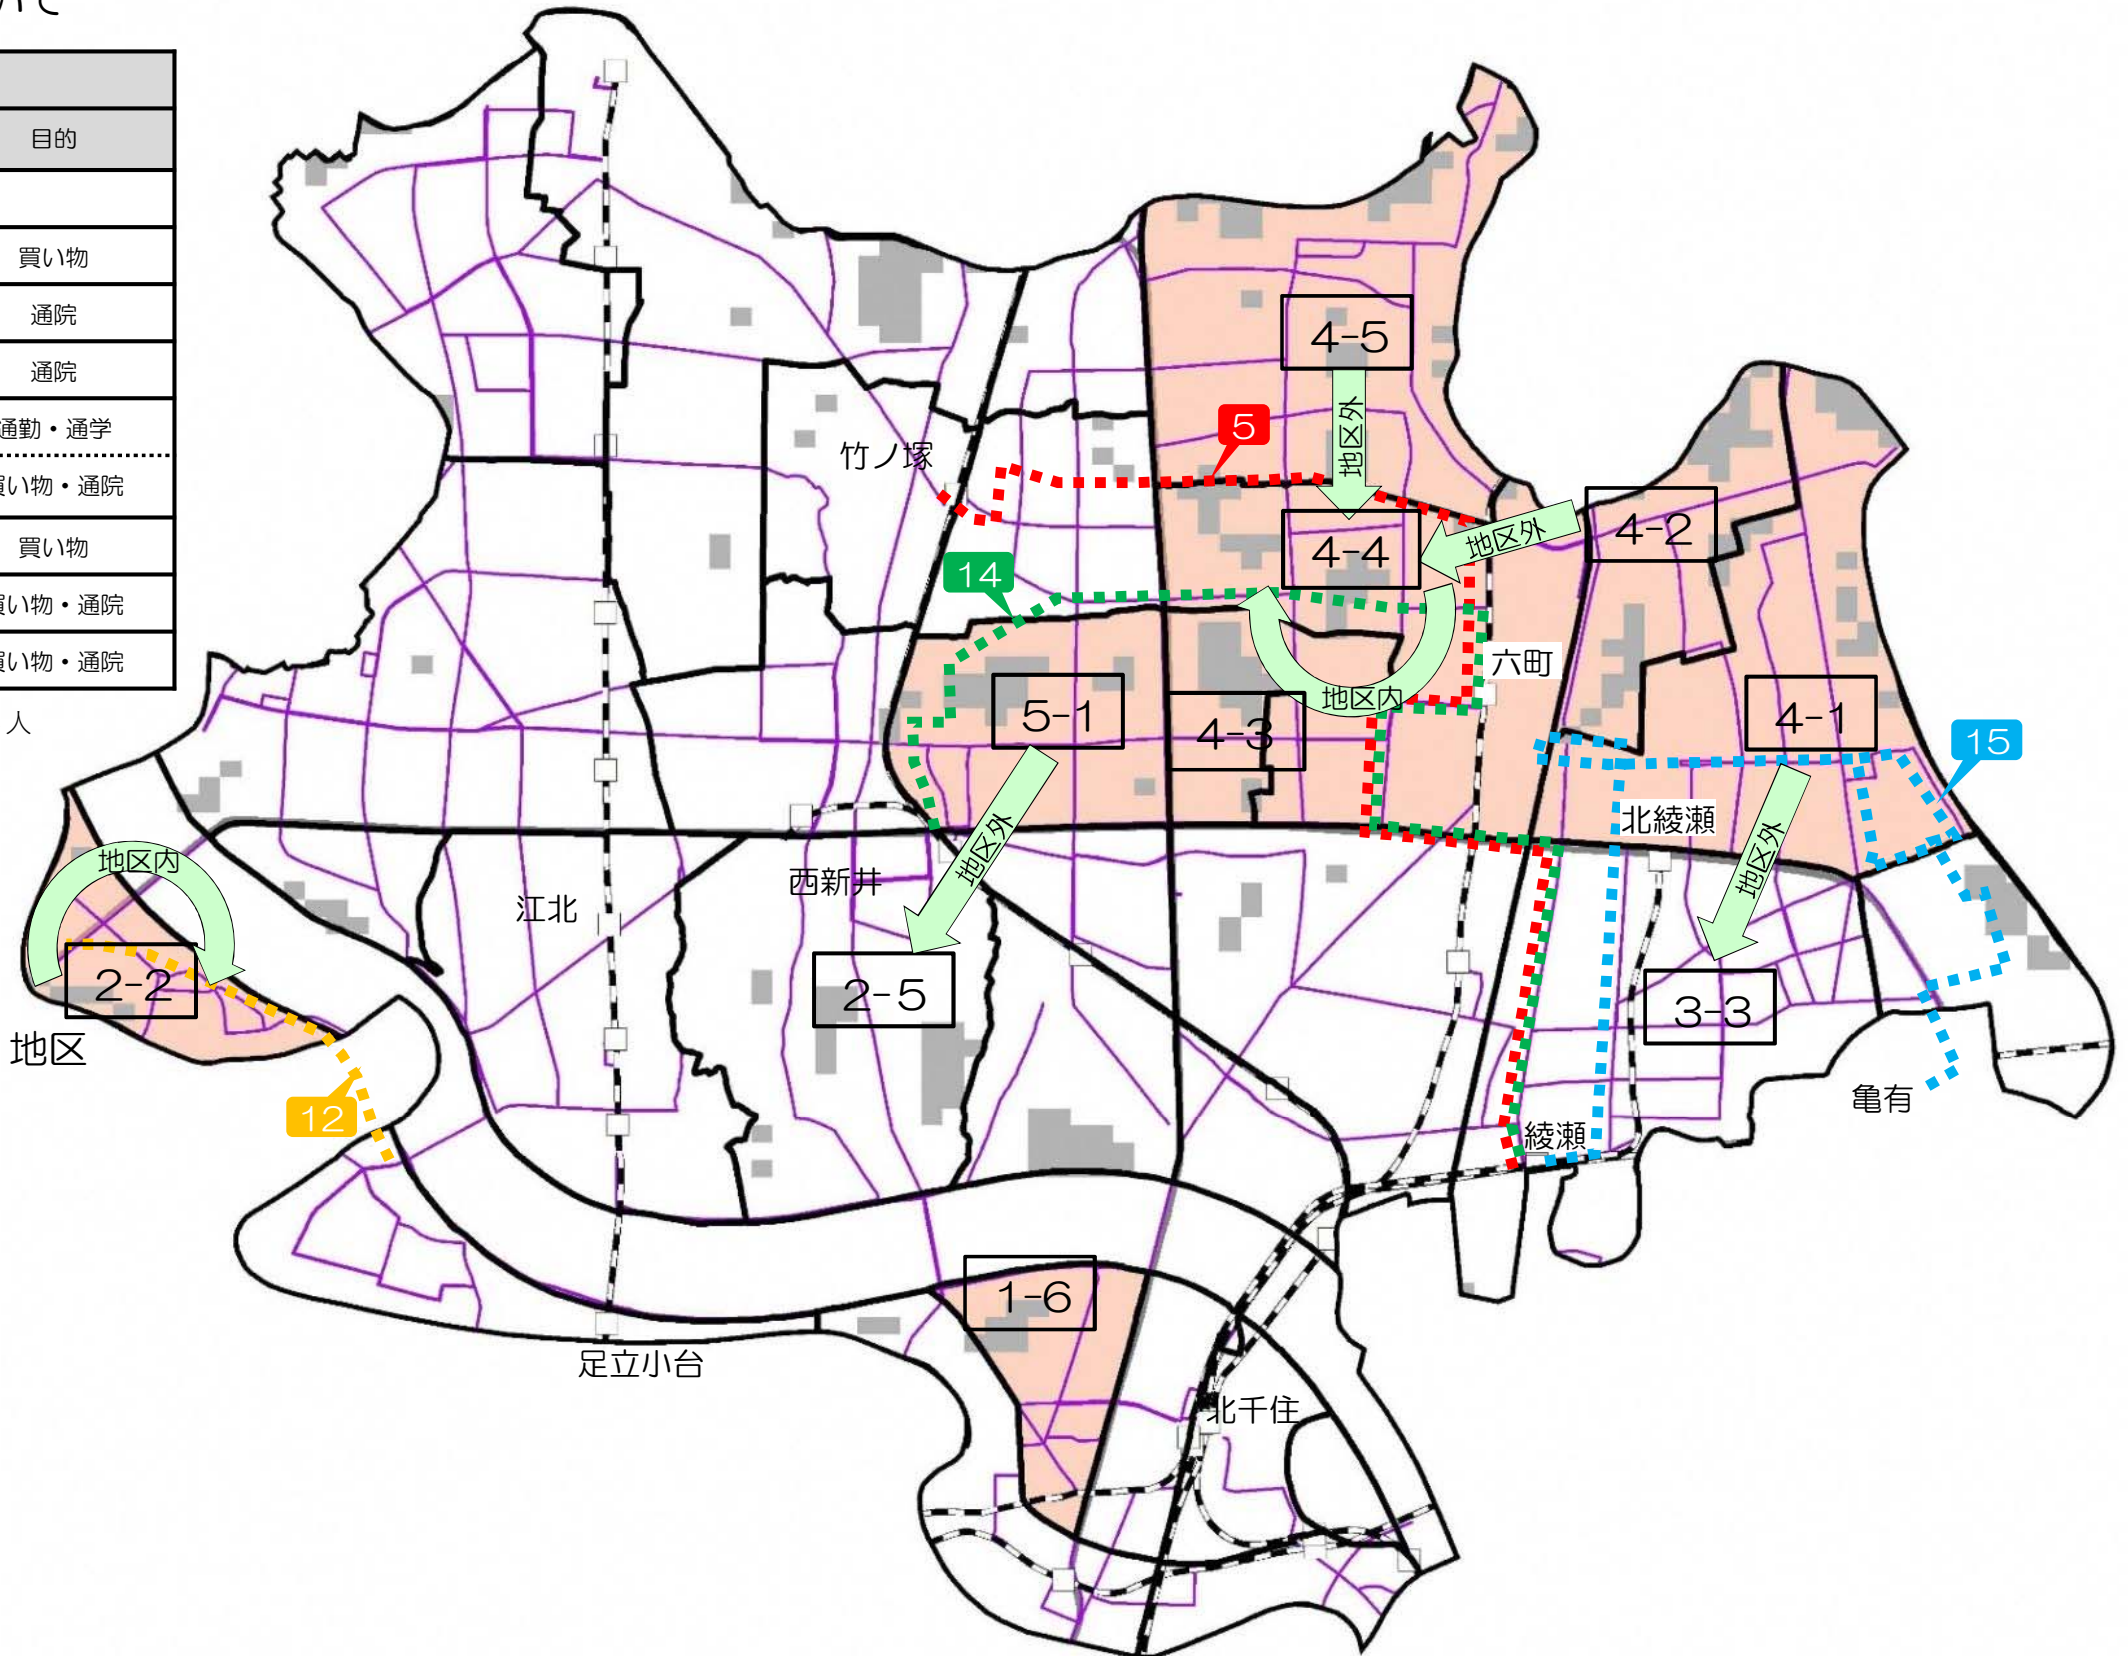 いて
目的
買い物
通院
通院
通勤・通学
買い物・通院
買い物
買い物・通院
買い物・通院
人
4-5
地区外
5
竹ノ塚
4-2
地区外
4-4
14
六町
地区内
5-1
4-3
4-1
15
北綾瀬
地区外
地区外
地区内
西新井
江北
2-2
2-5
3-3
地区
12
亀有
綾瀬
1-6
足立小台
北千住